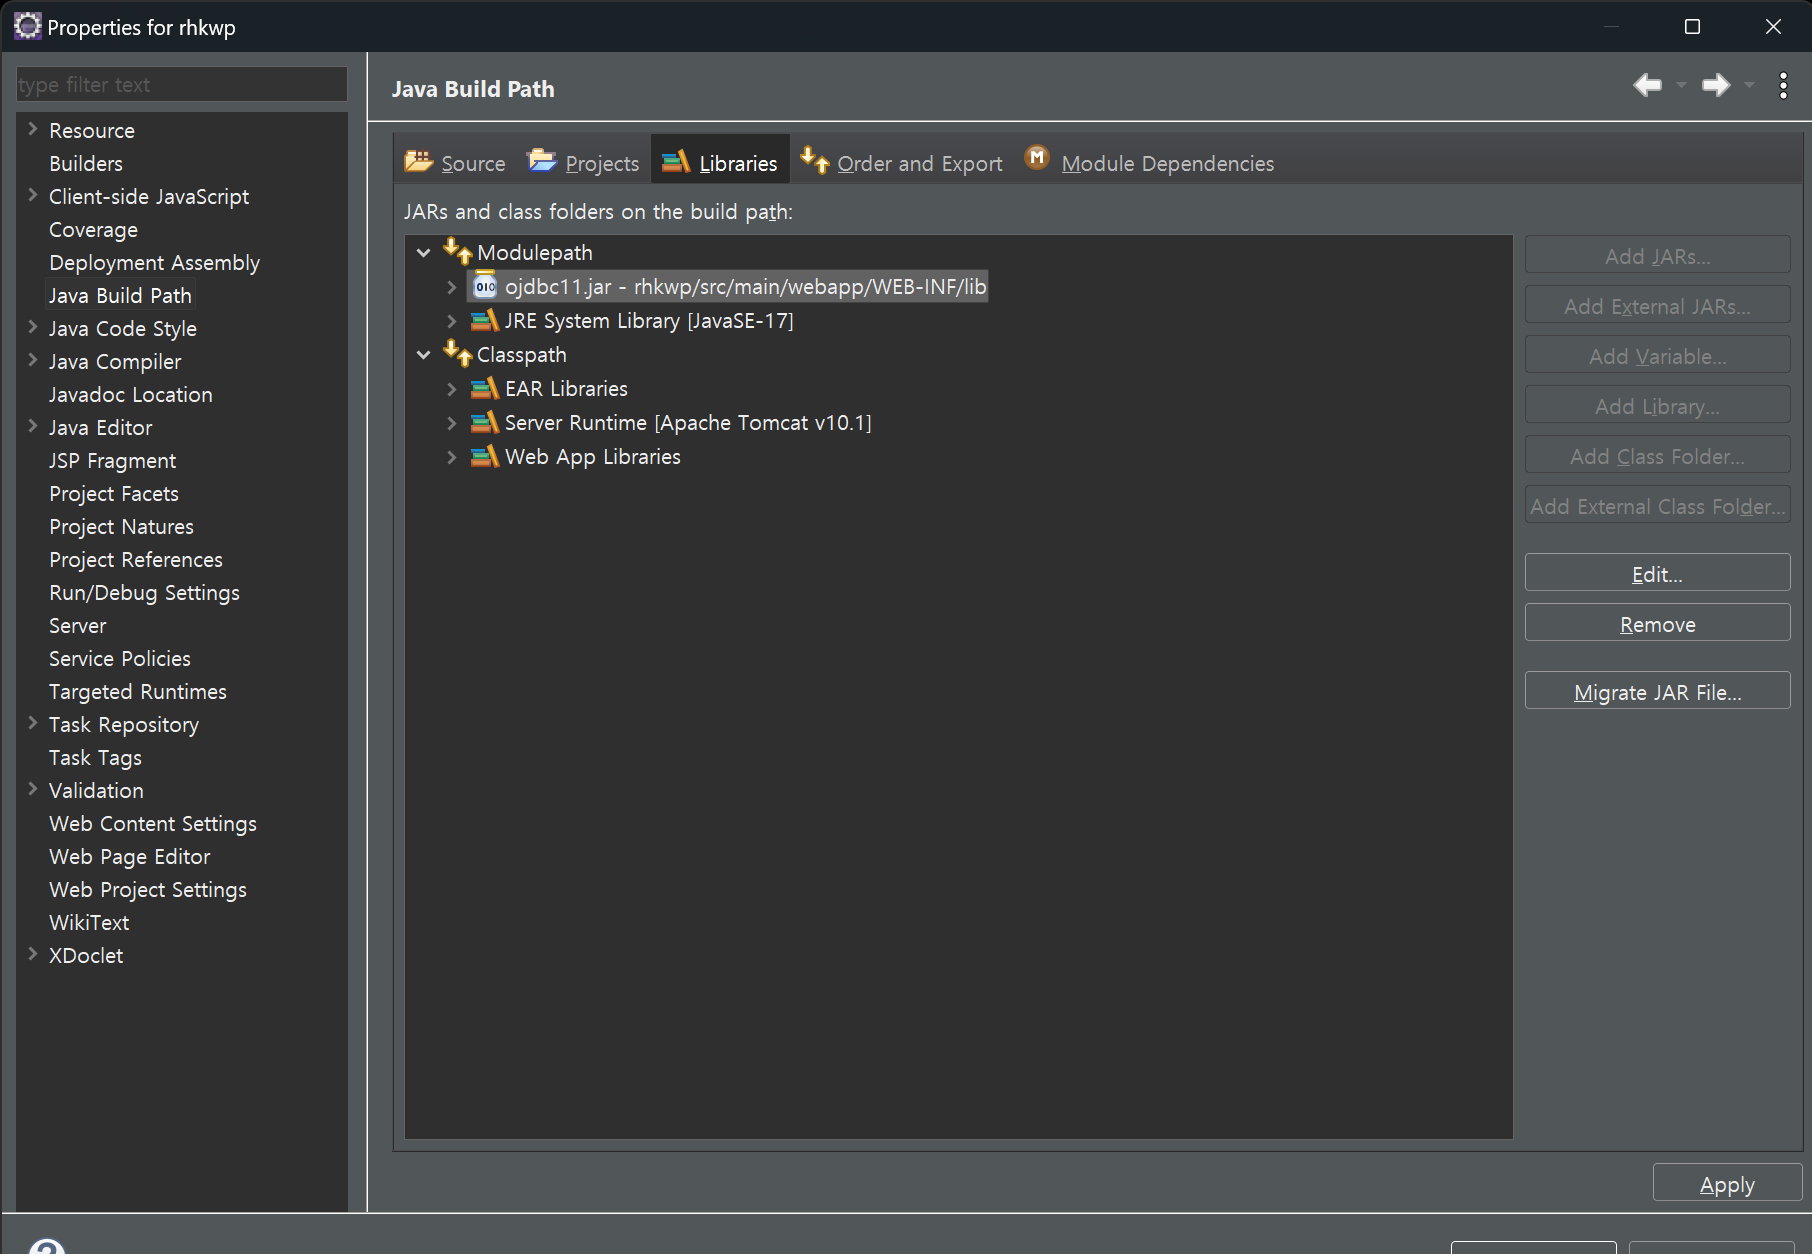 Properties for rhkwp
type filter text
Resource
Builders
Client-side JavaScript
Coverage
Deployment Assembly
Java Build Path
Java Code Style
Java Compiler
Javadoc Location
Java Editor
JSP Fragment
Project Facets
Project Natures
Project References
Run/Debug Settings
Server
Service Policies
Targeted Runtimes
Task Repository
Task Tags
Validation
Web Content Settings
Web Page Editor
Web Project Settings
WikiText
XDoclet
Java Build Path
Source Projects Libraries Order and Export Module Dependencies
JARs and class folders on the build path:
Modulepath
ojdbc11.jar - rhkwp/src/main/webapp/WEB-INF/lib
JRE System Library [JavaSE-17]
Classpath
EAR Libraries
Server Runtime [Apache Tomcat v10.1]
Web App Libraries
Add JARs...
Add External JARs...
Add Variable...
Add Library...
Add Class Folder...
Add External Class Folder...
Edit...
Remove
Migrate JAR File...
Apply